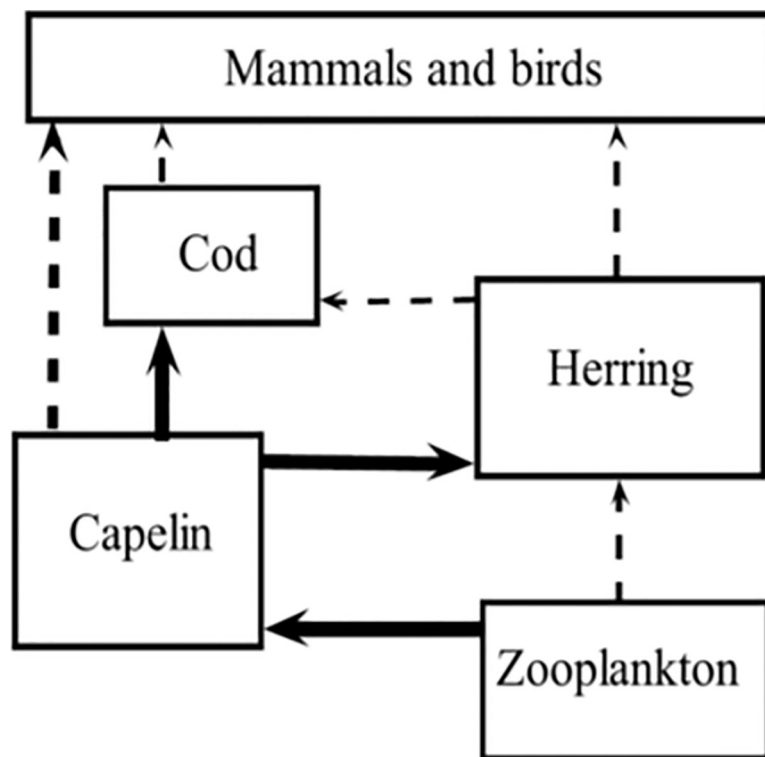 Mammals and birds
Cod
Herring
Capelin
Zooplankton